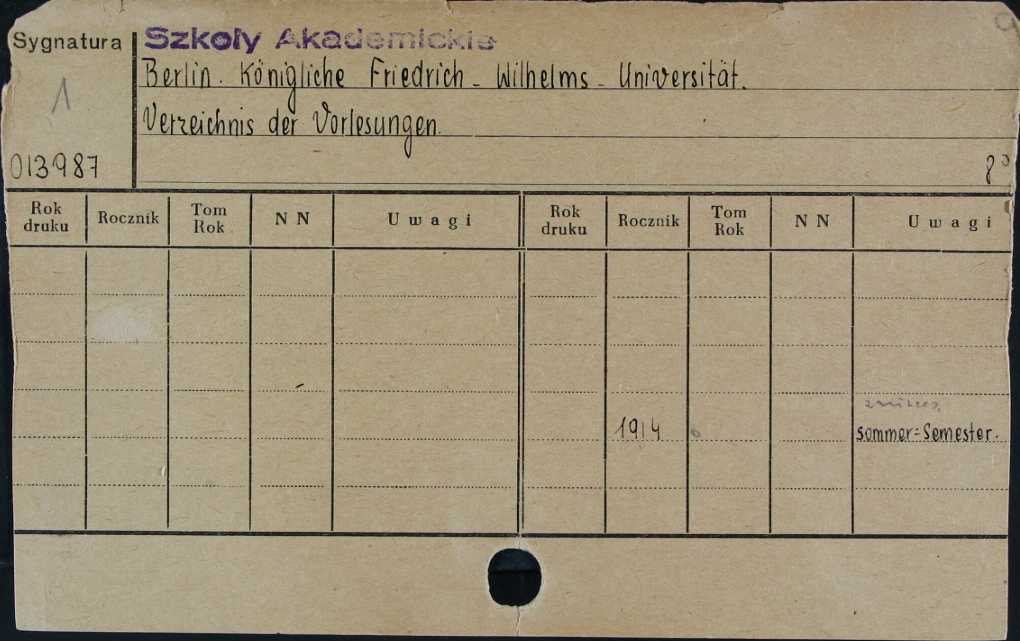 Sygnatura Szkoły Akademickie
1
Berlin. Königliche Friedrich - Wilhelms - Universität.
Verzeichnis der Vorlesungen.
013987
8°
Rok druku Rocznik Tom Rok N N Uwagi Rok druku Rocznik Tom Rok N N Uwagi
1914 sommer=Semester.